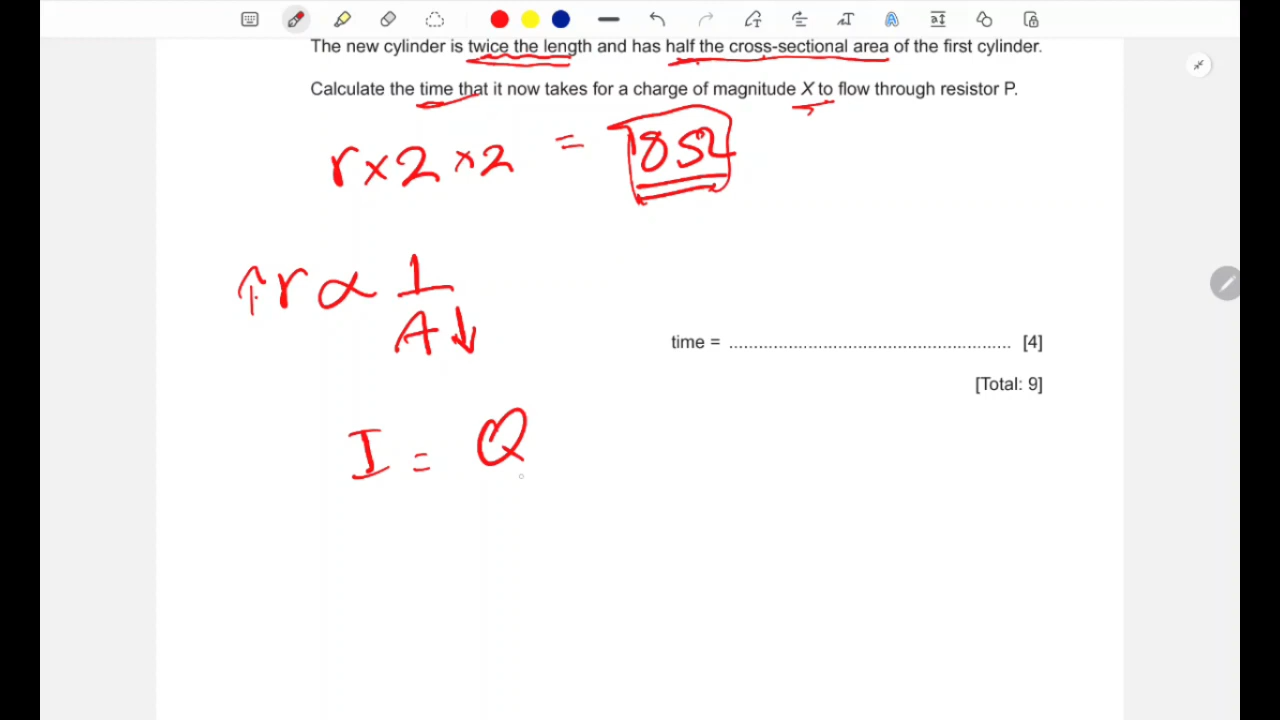 The new cylinder is twice the length and has half the cross-sectional area of the first cylinder.
Calculate the time that it now takes for a charge of magnitude X to flow through resistor P.
r × 2 × 2 = 18Ω
↑r ∝ 1/A↓
time = ........................................................ [4]
[Total: 9]
I = Q